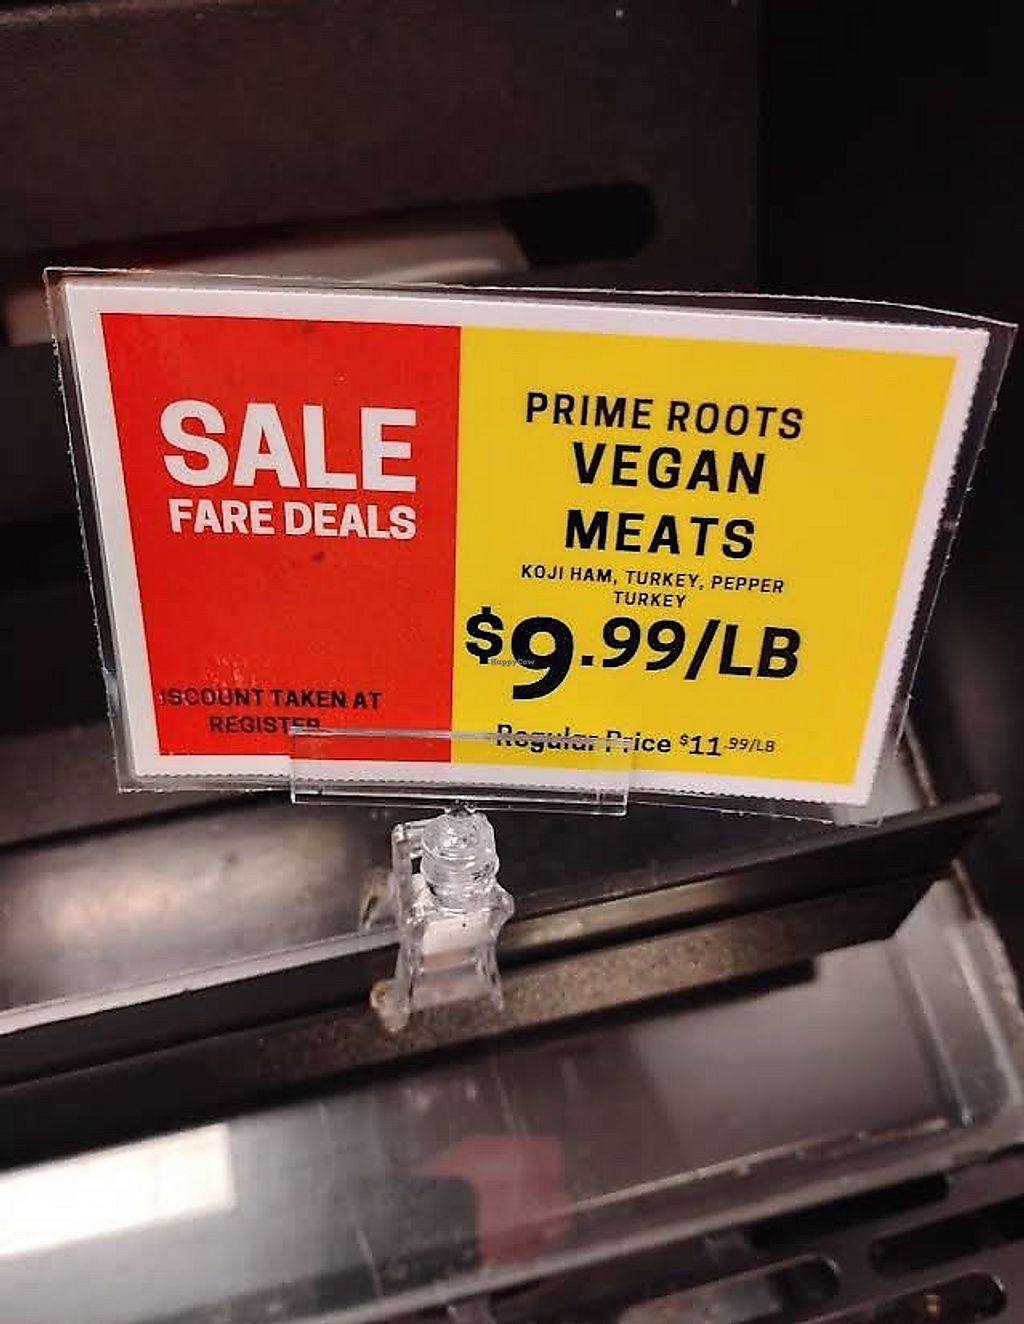 SALE
FARE DEALS
ISCOUNT TAKEN AT
REGISTER
PRIME ROOTS
VEGAN
MEATS
KOJI HAM, TURKEY, PEPPER
TURKEY
$9.99/LB
HappyCow
Regular Price $11.99/LB